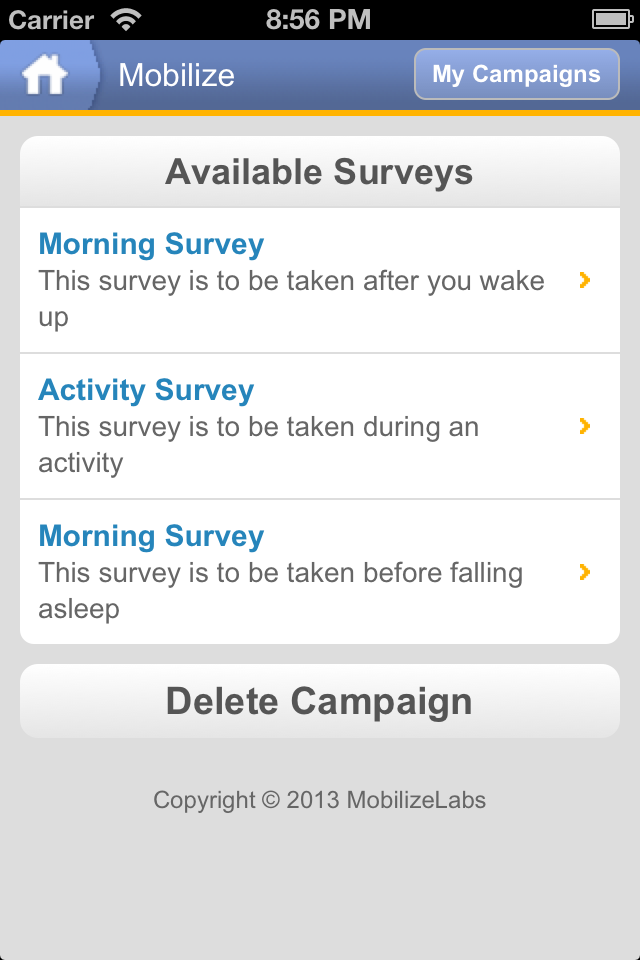 Carrier 8:56 PM
Mobilize My Campaigns
Available Surveys
Morning Survey
This survey is to be taken after you wake
up
Activity Survey
This survey is to be taken during an
activity
Morning Survey
This survey is to be taken before falling
asleep
Delete Campaign
Copyright © 2013 MobilizeLabs